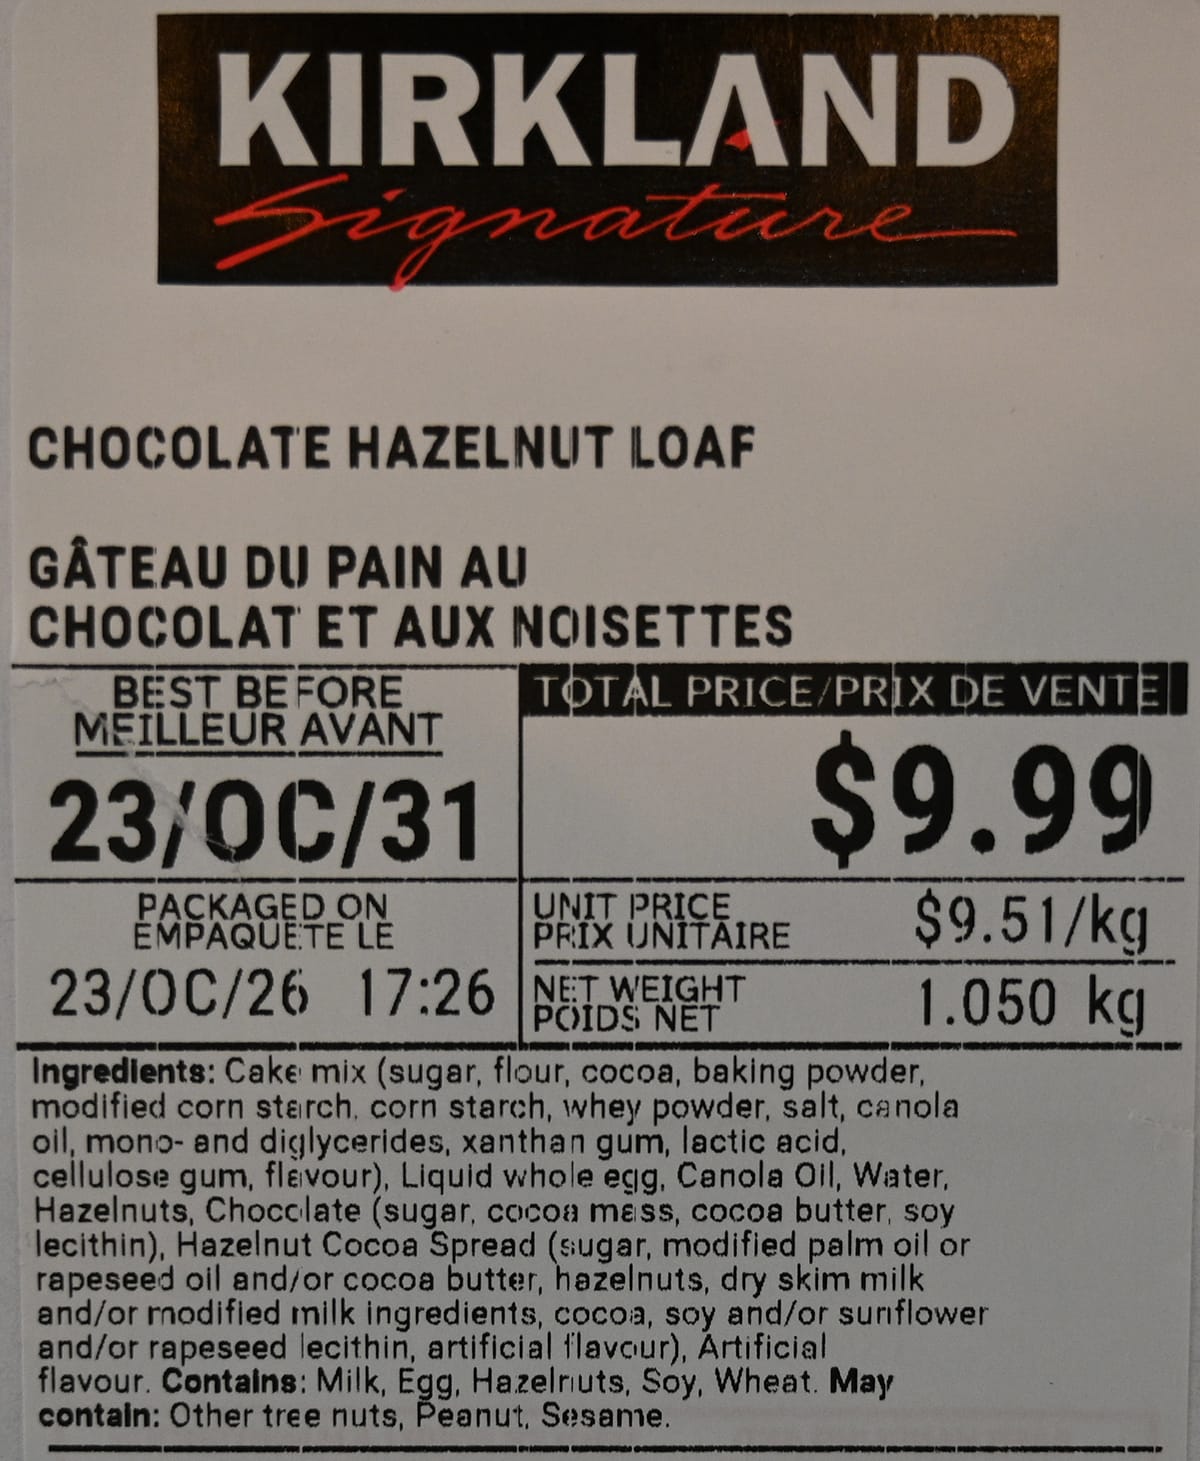 KIRKLAND
Signature
CHOCOLATE HAZELNUT LOAF
GÂTEAU DU PAIN AU
CHOCOLAT ET AUX NOISETTES
BEST BEFORE
MEILLEUR AVANT
23/OC/31
TOTAL PRICE/PRIX DE VENTE
$9.99
PACKAGED ON
EMPAQUETE LE
23/OC/26 17:26
UNIT PRICE
PRIX UNITAIRE
$9.51/kg
NET WEIGHT
POIDS NET
1.050 kg
Ingredients: Cake mix (sugar, flour, cocoa, baking powder,
modified corn starch, corn starch, whey powder, salt, canola
oil, mono- and diglycerides, xanthan gum, lactic acid,
cellulose gum, flavour), Liquid whole egg, Canola Oil, Water,
Hazelnuts, Chocolate (sugar, cocoa mass, cocoa butter, soy
lecithin), Hazelnut Cocoa Spread (sugar, modified palm oil or
rapeseed oil and/or cocoa butter, hazelnuts, dry skim milk
and/or modified milk ingredients, cocoa, soy and/or sunflower
and/or rapeseed lecithin, artificial flavour), Artificial
flavour. Contains: Milk, Egg, Hazelnuts, Soy, Wheat. May
contain: Other tree nuts, Peanut, Sesame.